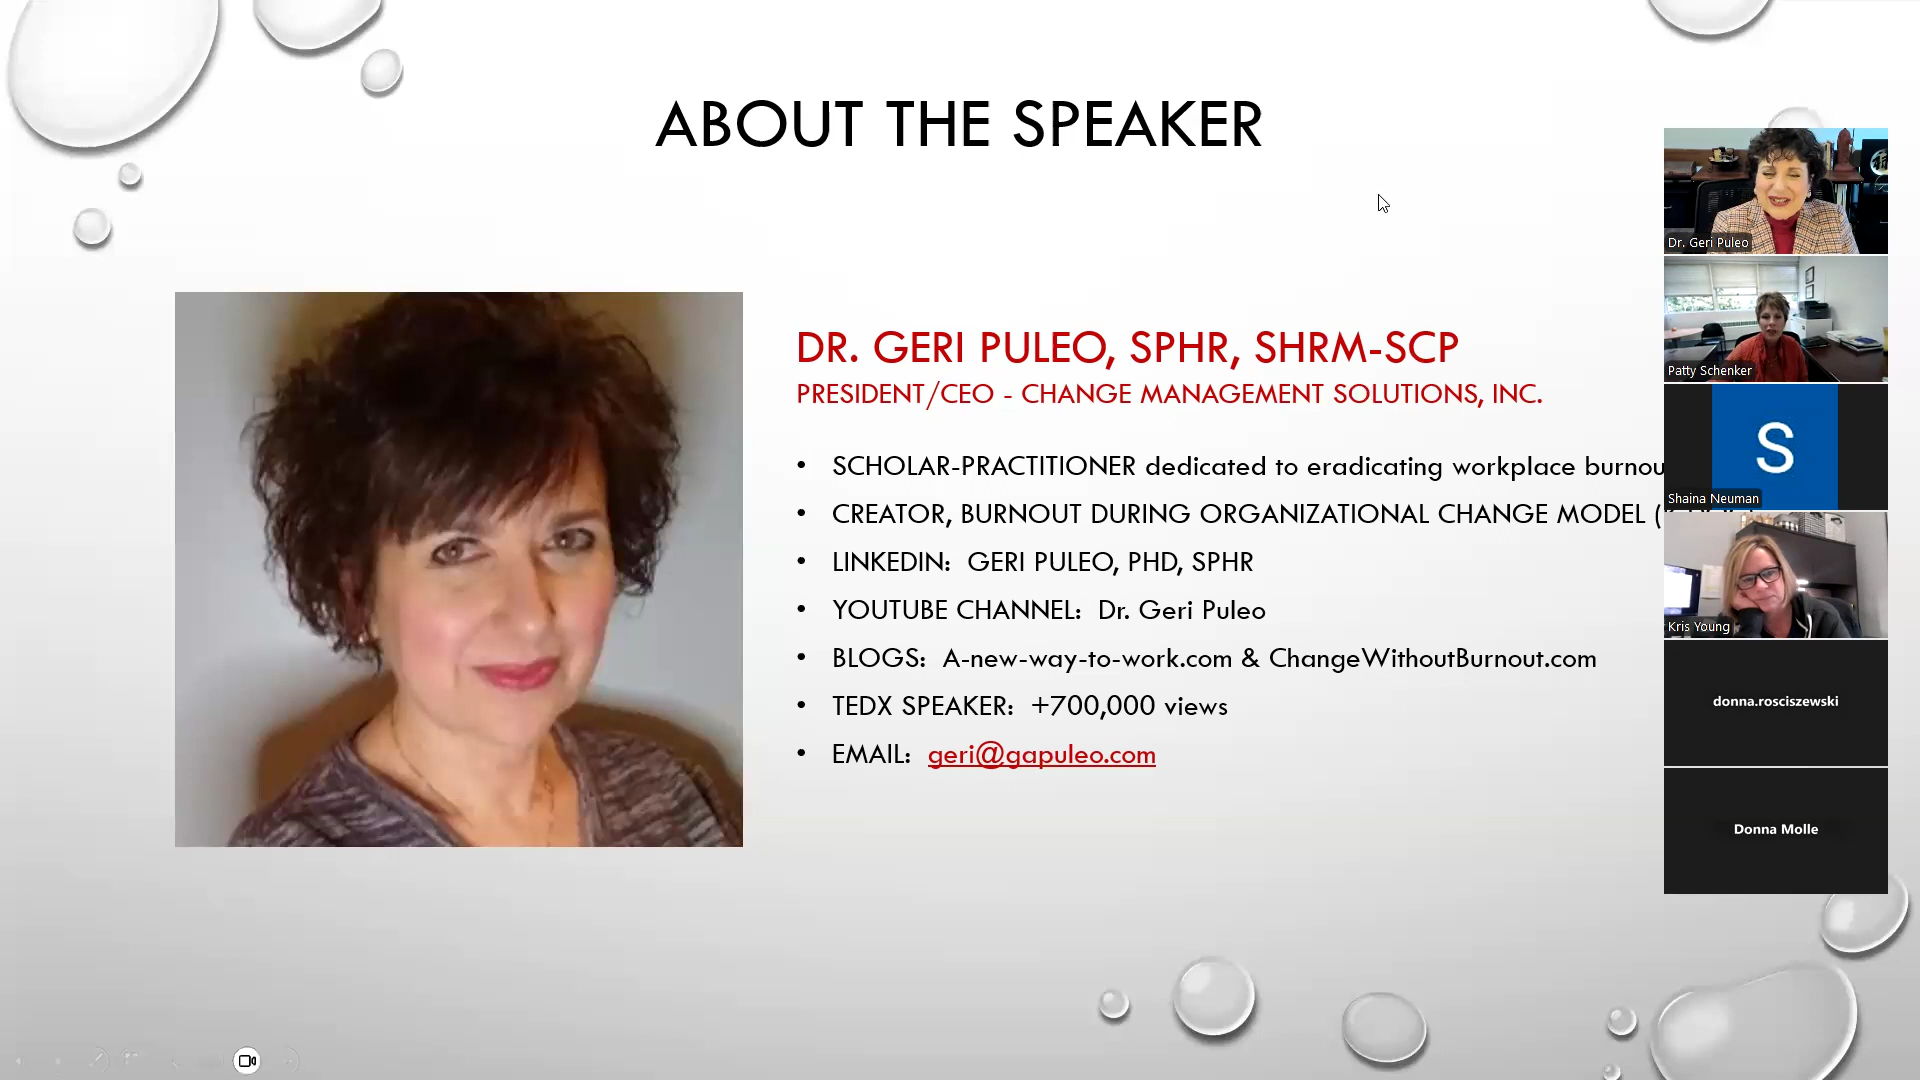 ABOUT THE SPEAKER
DR. GERI PULEO, SPHR, SHRM-SCP
PRESIDENT/CEO - CHANGE MANAGEMENT SOLUTIONS, INC.
• SCHOLAR-PRACTITIONER dedicated to eradicating workplace burnou
• CREATOR, BURNOUT DURING ORGANIZATIONAL CHANGE MODEL (
• LINKEDIN: GERI PULEO, PHD, SPHR
• YOUTUBE CHANNEL: Dr. Geri Puleo
• BLOGS: A-new-way-to-work.com & ChangeWithoutBurnout.com
• TEDX SPEAKER: +700,000 views
• EMAIL: geri@gapuleo.com
Dr. Geri Puleo
Patty Schenker
S
Shaina Neuman
Kris Young
donna.rosciszewski
Donna Molle